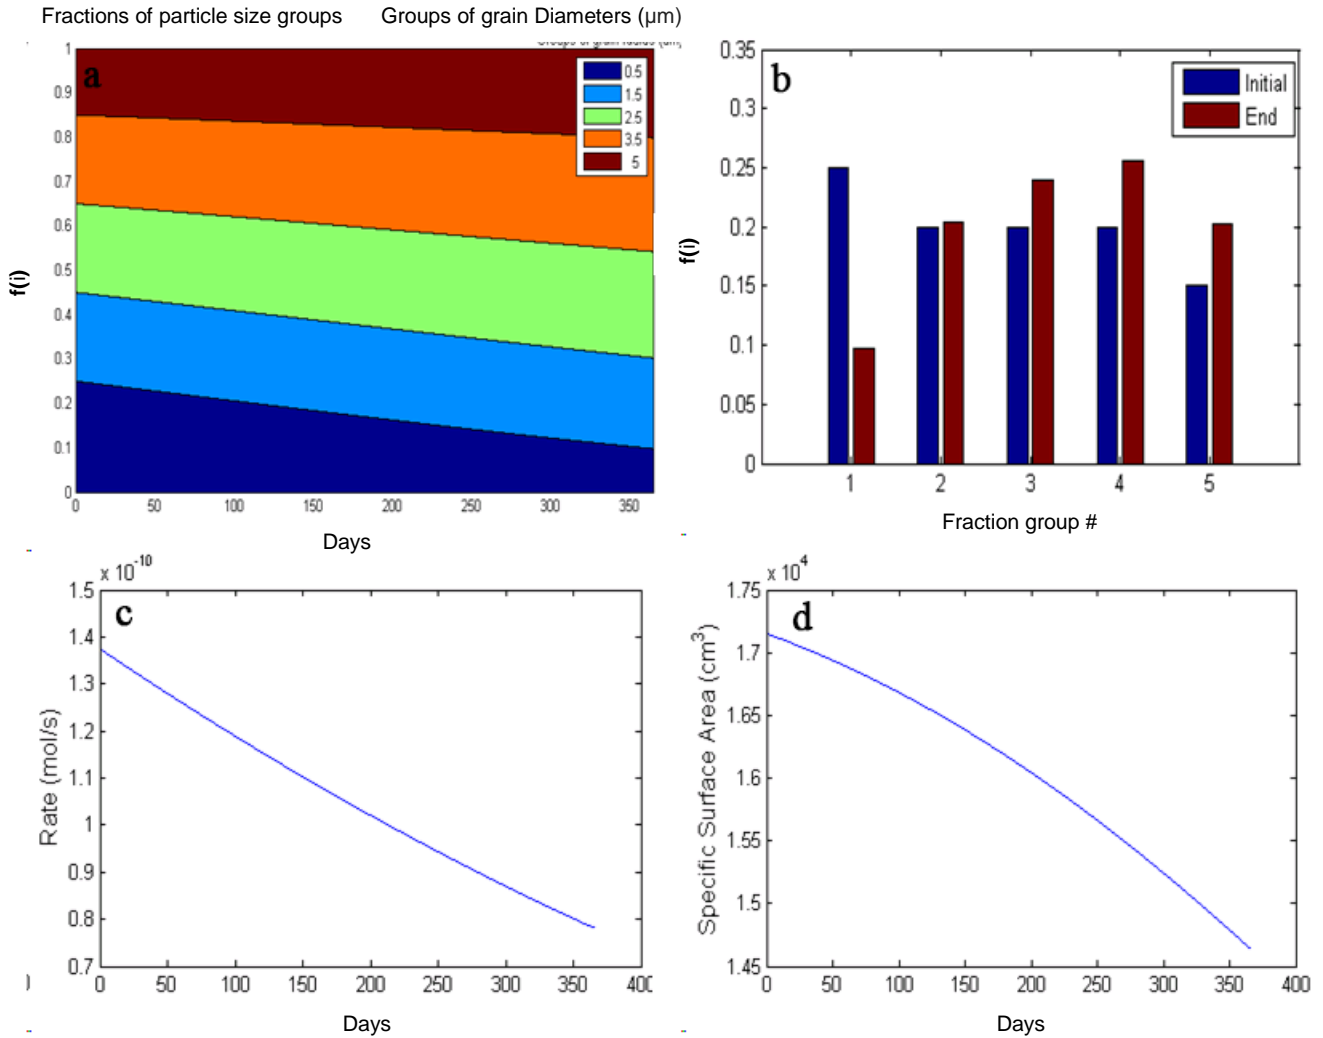 Fractions of particle size groups Groups of grain Diameters (µm)
a
0.5
1.5
2.5
3.5
5
1
0.9
0.8
0.7
0.6
0.5
0.4
0.3
0.2
0.1
0
f(i)
0 50 100 150 200 250 300 350
Days
b
Initial
End
0.35
0.3
0.25
0.2
0.15
0.1
0.05
0
f(i)
1 2 3 4 5
Fraction group #
x 10^-10
c
1.5
1.4
1.3
1.2
1.1
1
0.9
0.8
0.7
Rate (mol/s)
0 50 100 150 200 250 300 350 400
Days
x 10^4
d
1.75
1.7
1.65
1.6
1.55
1.5
1.45
Specific Surface Area (cm³)
0 50 100 150 200 250 300 350 400
Days